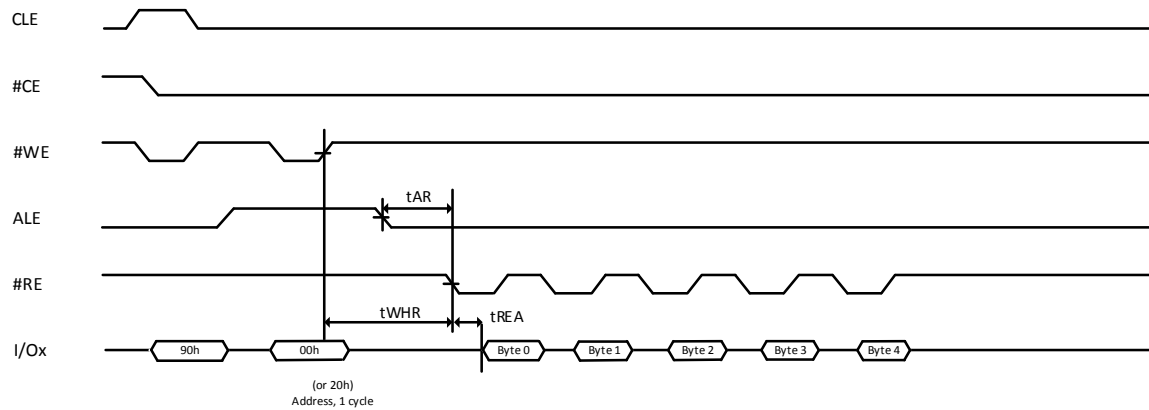 CLE
#CE
#WE
ALE
tAR
#RE
tWHR
tREA
I/Ox
90h
00h
Byte 0
Byte 1
Byte 2
Byte 3
Byte 4
(or 20h)
Address, 1 cycle